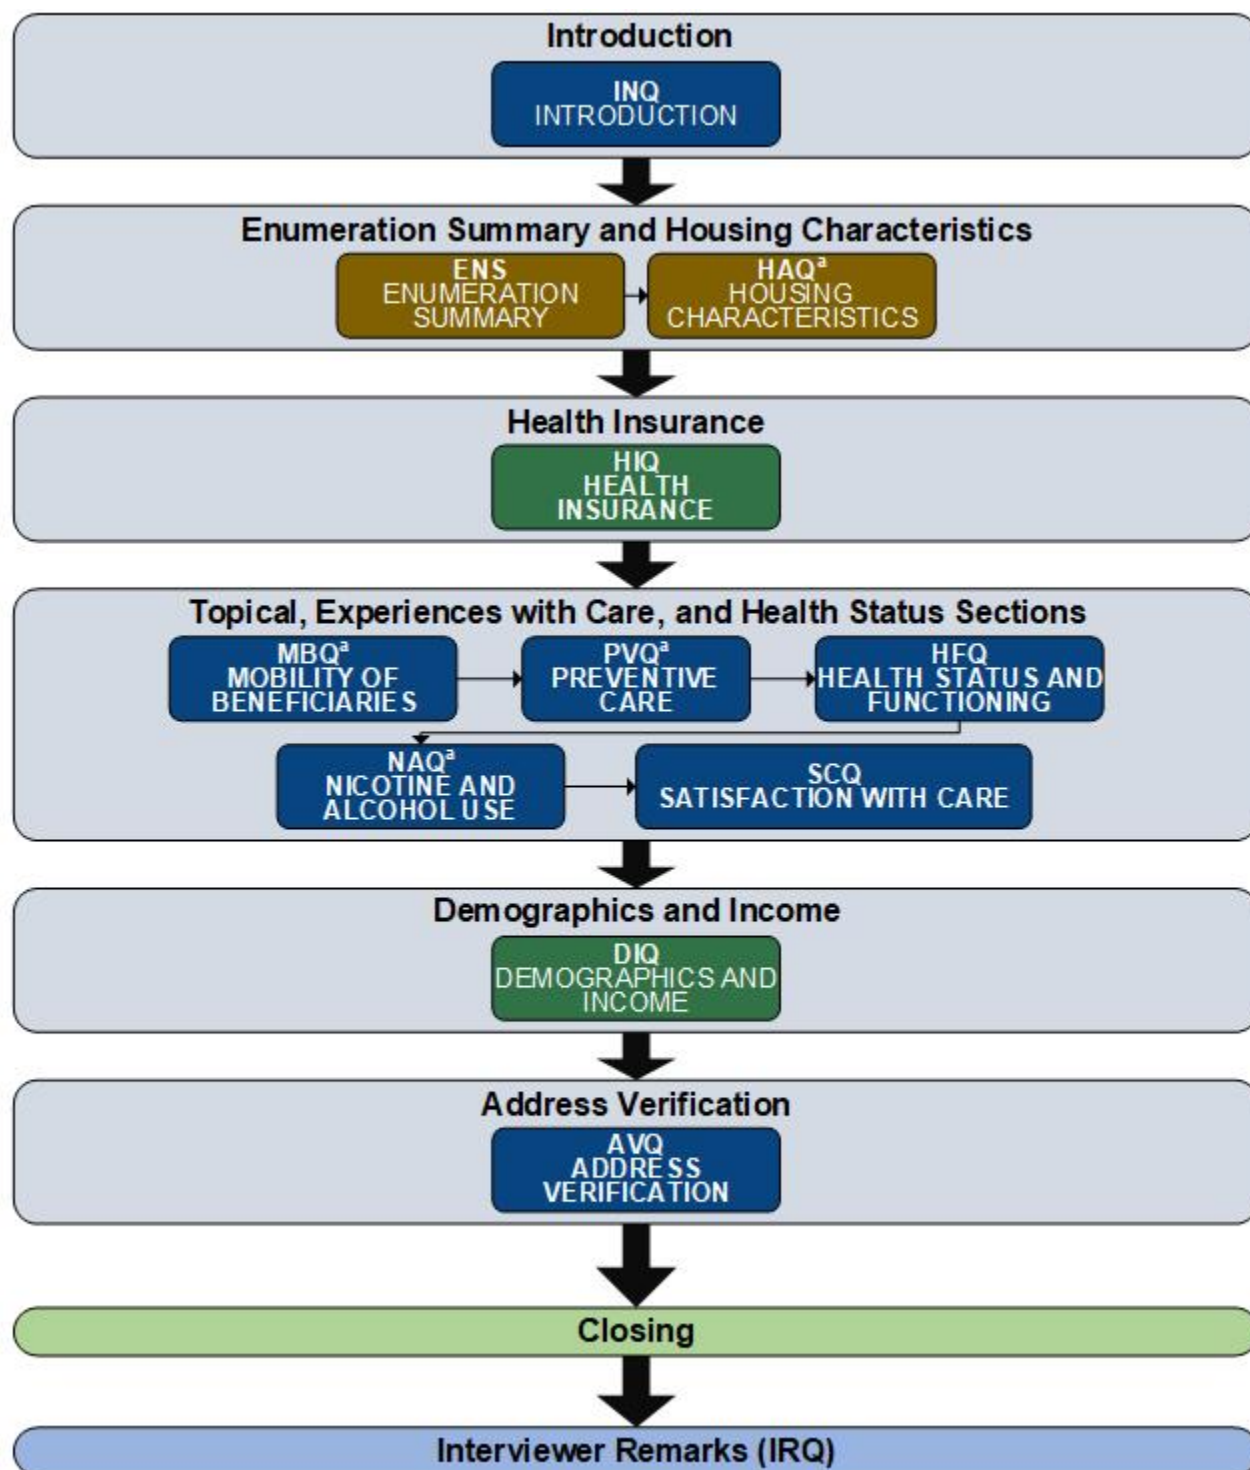 Introduction
INQ
INTRODUCTION
Enumeration Summary and Housing Characteristics
ENS
ENUMERATION
SUMMARY
HAQᵃ
HOUSING
CHARACTERISTICS
Health Insurance
HIQ
HEALTH
INSURANCE
Topical, Experiences with Care, and Health Status Sections
MBQᵃ
MOBILITY OF
BENEFICIARIES
PVQᵃ
PREVENTIVE
CARE
HFQ
HEALTH STATUS AND
FUNCTIONING
NAQᵃ
NICOTINE AND
ALCOHOL USE
SCQ
SATISFACTION WITH CARE
Demographics and Income
DIQ
DEMOGRAPHICS AND
INCOME
Address Verification
AVQ
ADDRESS
VERIFICATION
Closing
Interviewer Remarks (IRQ)